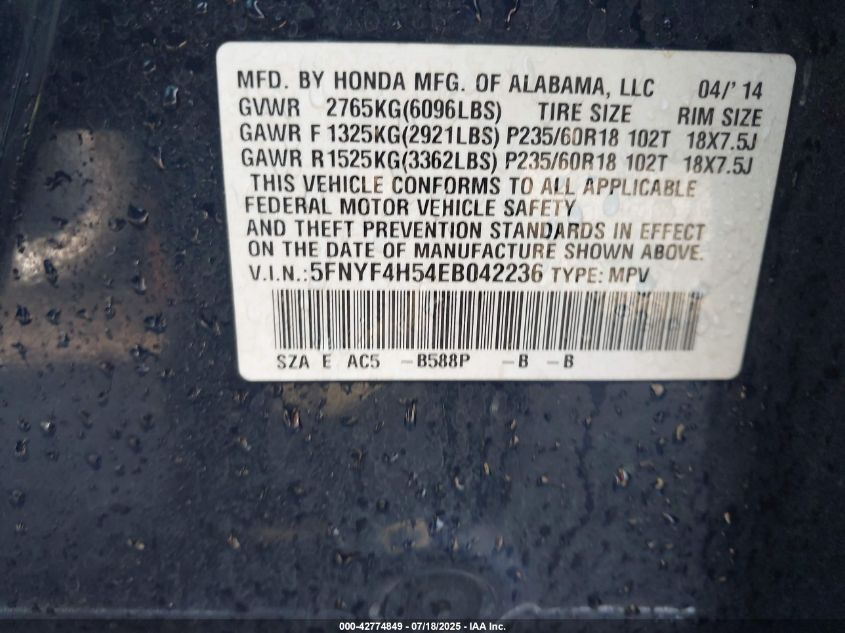 MFD. BY HONDA MFG. OF ALABAMA, LLC 04/' 14
GVWR 2765KG(6096LBS) TIRE SIZE RIM SIZE
GAWR F 1325KG(2921LBS) P235/60R18 102T 18X7.5J
GAWR R 1525KG(3362LBS) P235/60R18 102T 18X7.5J
THIS VEHICLE CONFORMS TO ALL APPLICABLE
FEDERAL MOTOR VEHICLE SAFETY
AND THEFT PREVENTION STANDARDS IN EFFECT
ON THE DATE OF MANUFACTURE SHOWN ABOVE.
V.I.N.:5FNYF4H54EB042236 TYPE: MPV
SZA E AC5 -B588P -B -B
000-42774849 - 07/18/2025 - IAA Inc.